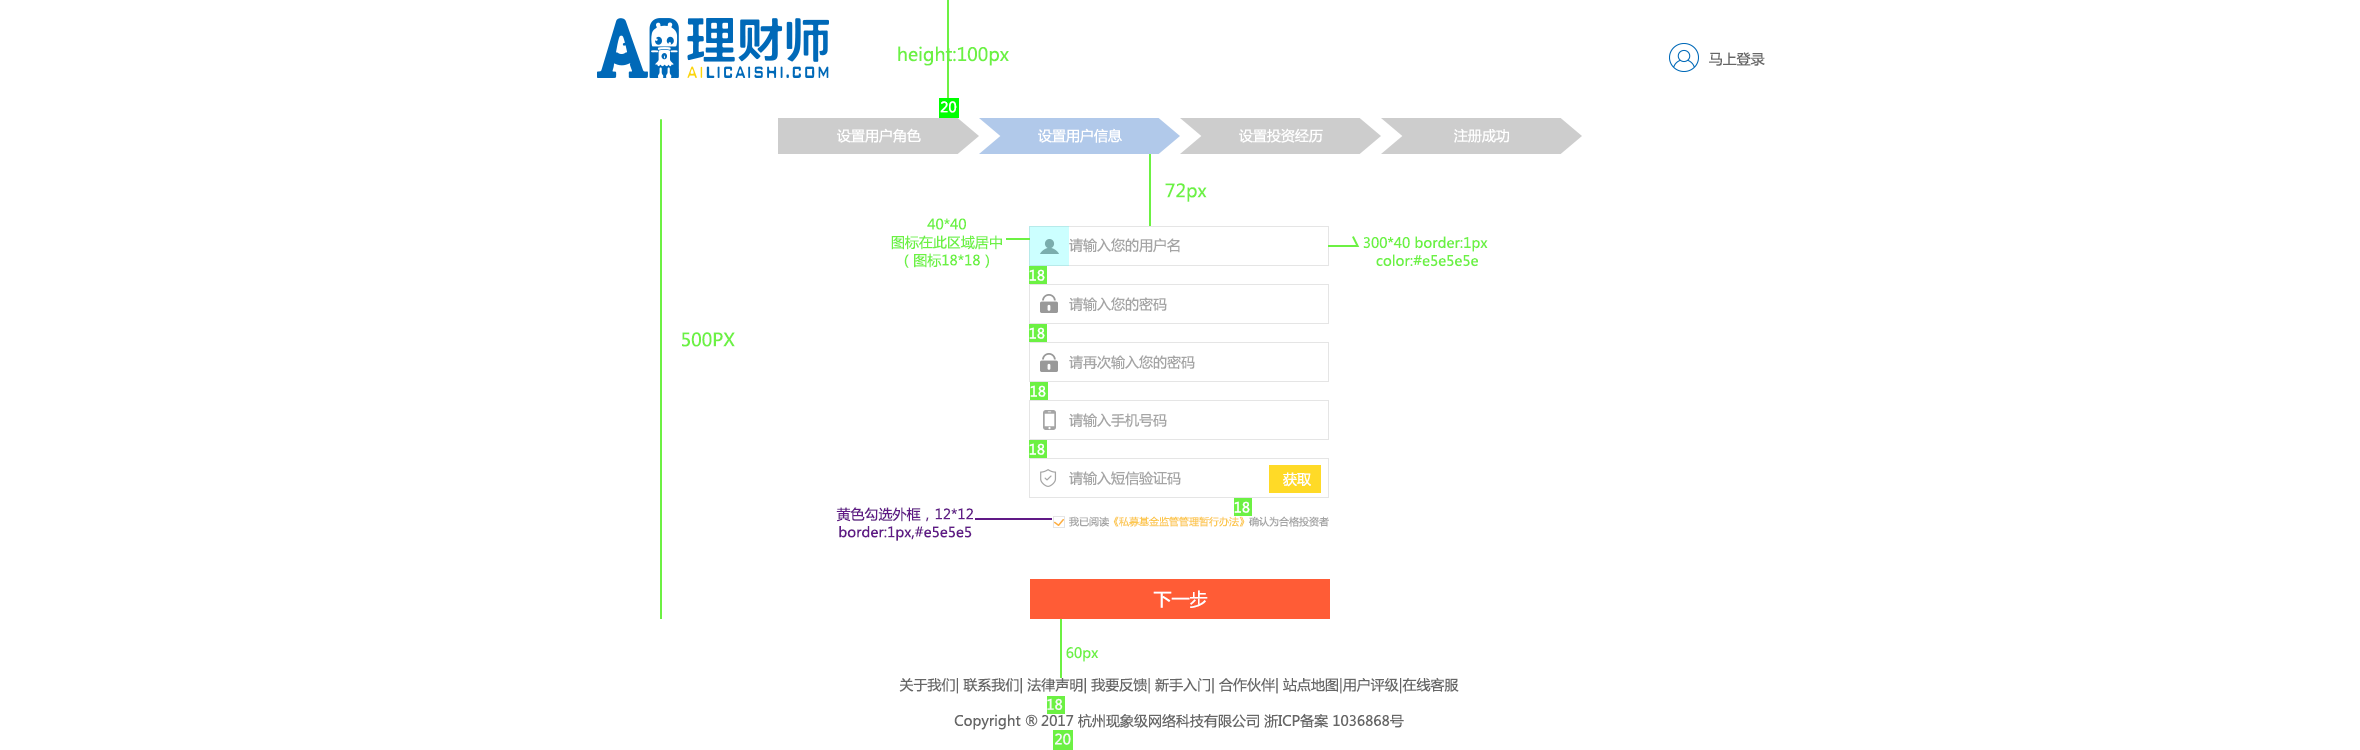 AI理财师
AILICAISHI.COM
height:100px
马上登录
20
设置用户角色
设置用户信息
设置投资经历
注册成功
72px
40*40
图标在此区域居中
（图标18*18）
请输入您的用户名
300*40 border:1px
color:#e5e5e5e
18
请输入您的密码
18
500PX
请再次输入您的密码
18
请输入手机号码
18
请输入短信验证码
获取
18
黄色勾选外框，12*12
border:1px,#e5e5e5
我已阅读《私募基金监管管理暂行办法》确认为合格投资者
下一步
60px
关于我们| 联系我们| 法律声明| 我要反馈| 新手入门| 合作伙伴| 站点地图|用户评级|在线客服
18
Copyright ® 2017 杭州现象级网络科技有限公司 浙ICP备案 1036868号
20